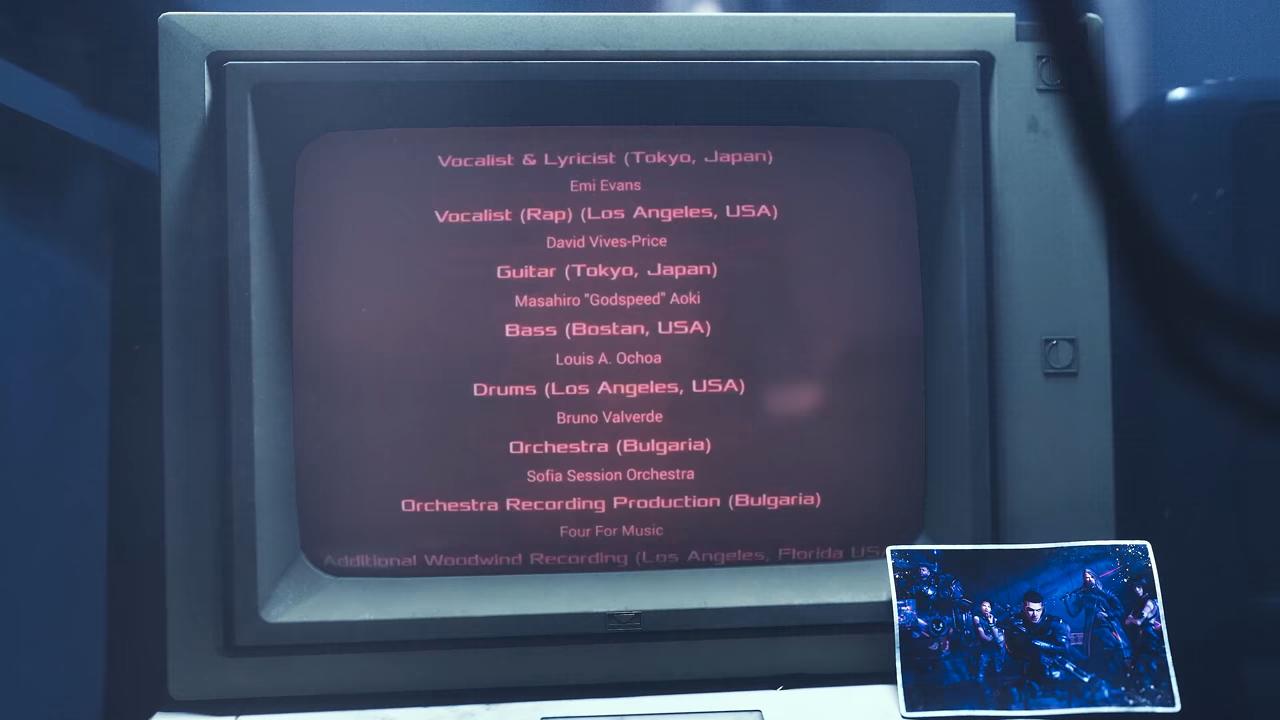 Vocalist & Lyricist (Tokyo, Japan)
Emi Evans
Vocalist (Rap) (Los Angeles, USA)
David Vives-Price
Guitar (Tokyo, Japan)
Masahiro "Godspeed" Aoki
Bass (Bostan, USA)
Louis A. Ochoa
Drums (Los Angeles, USA)
Bruno Valverde
Orchestra (Bulgaria)
Sofia Session Orchestra
Orchestra Recording Production (Bulgaria)
Four For Music
Additional Woodwind Recording (Los Angeles, Florida US